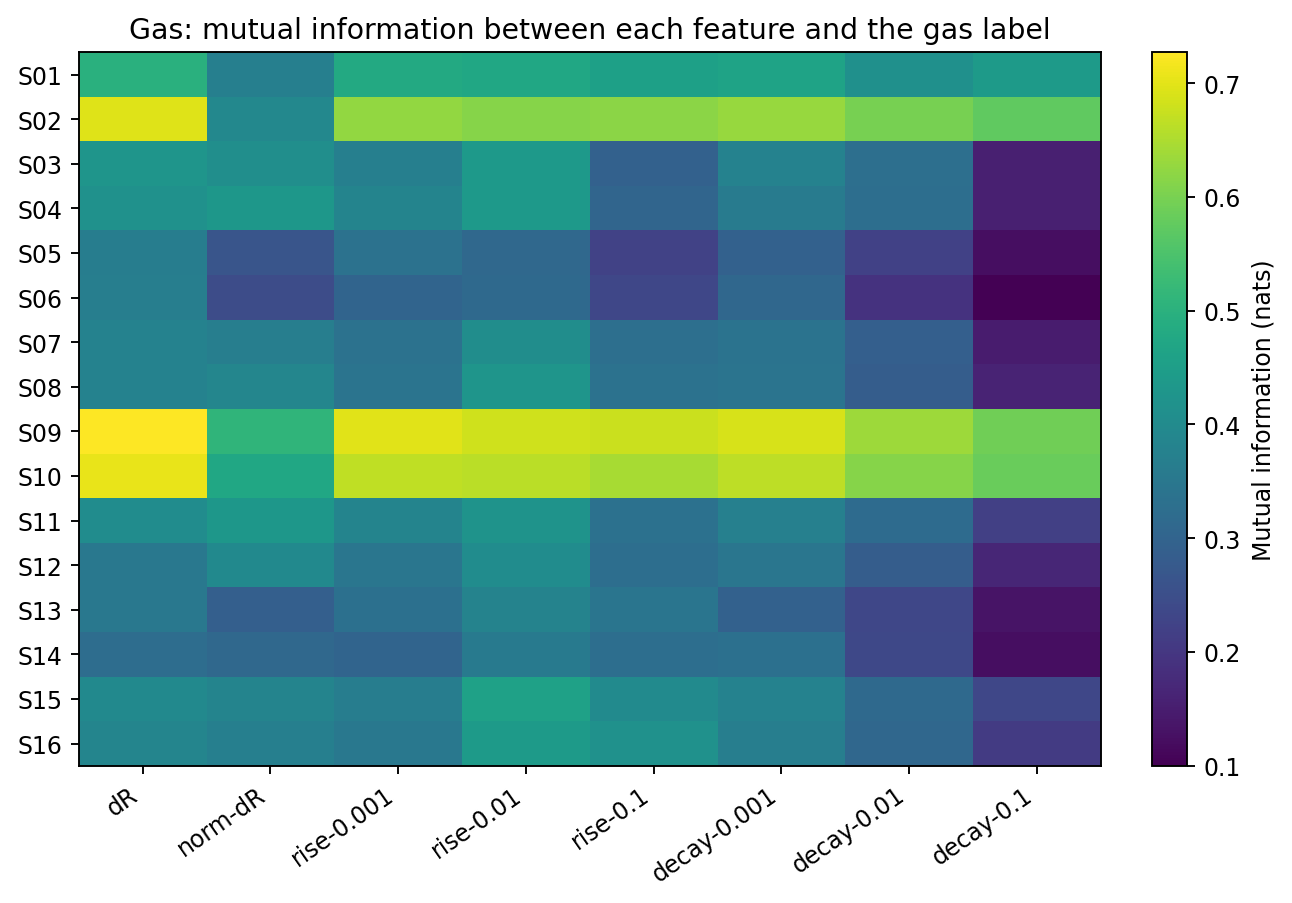 Gas: mutual information between each feature and the gas label
S01
S02
S03
S04
S05
S06
S07
S08
S09
S10
S11
S12
S13
S14
S15
S16
dR
norm-dR
rise-0.001
rise-0.01
rise-0.1
decay-0.001
decay-0.01
decay-0.1
0.7
0.6
0.5
0.4
0.3
0.2
0.1
Mutual information (nats)